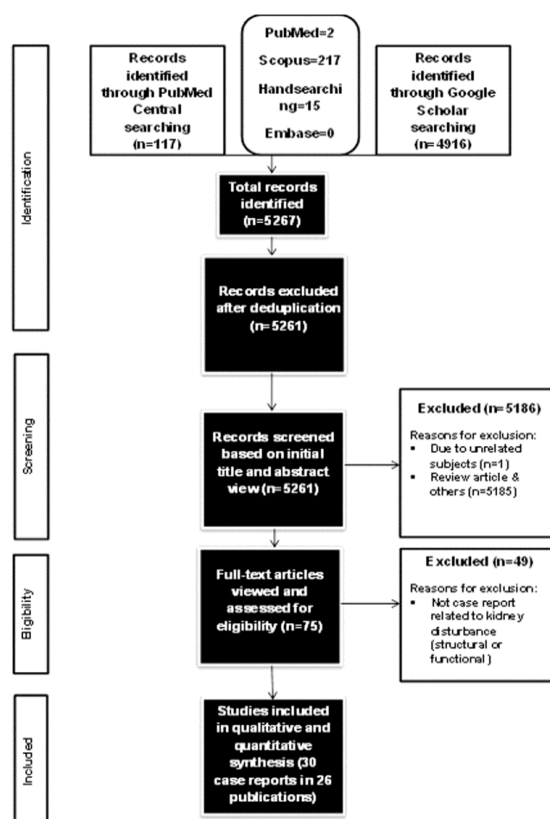 PubMed=2
Scopus=217
Handsearchi
ng=15
Embase=0
Records
identified
through PubMed
Central
searching
(n=117)
Records
identified
through Google
Scholar
searching
(n=4916)
Identification
Total records
identified
(n=5267)
Records excluded
after deduplication
(n=5261)
Screening
Records screened
based on initial
title and abstract
view (n=5261)
Excluded (n=5186)
Reasons for exclusion:
▪ Due to unrelated
subjects (n=1)
▪ Review article &
others (n=5185)
Eligibility
Full-text articles
viewed and
assessed for
eligibility (n=75)
Excluded (n=49)
Reasons for exclusion:
▪ Not case report
related to kidney
disturbance
(structural or
functional)
Included
Studies included
in qualitative and
quantitative
synthesis (30
case reports in 26
publications)